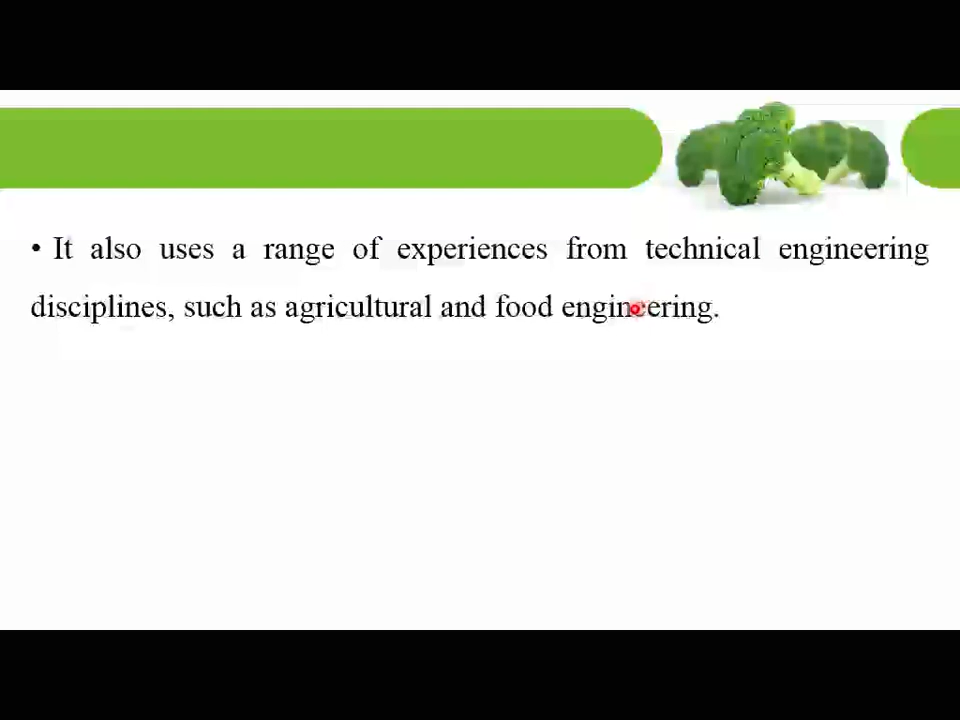 • It also uses a range of experiences from technical engineering
disciplines, such as agricultural and food engineering.